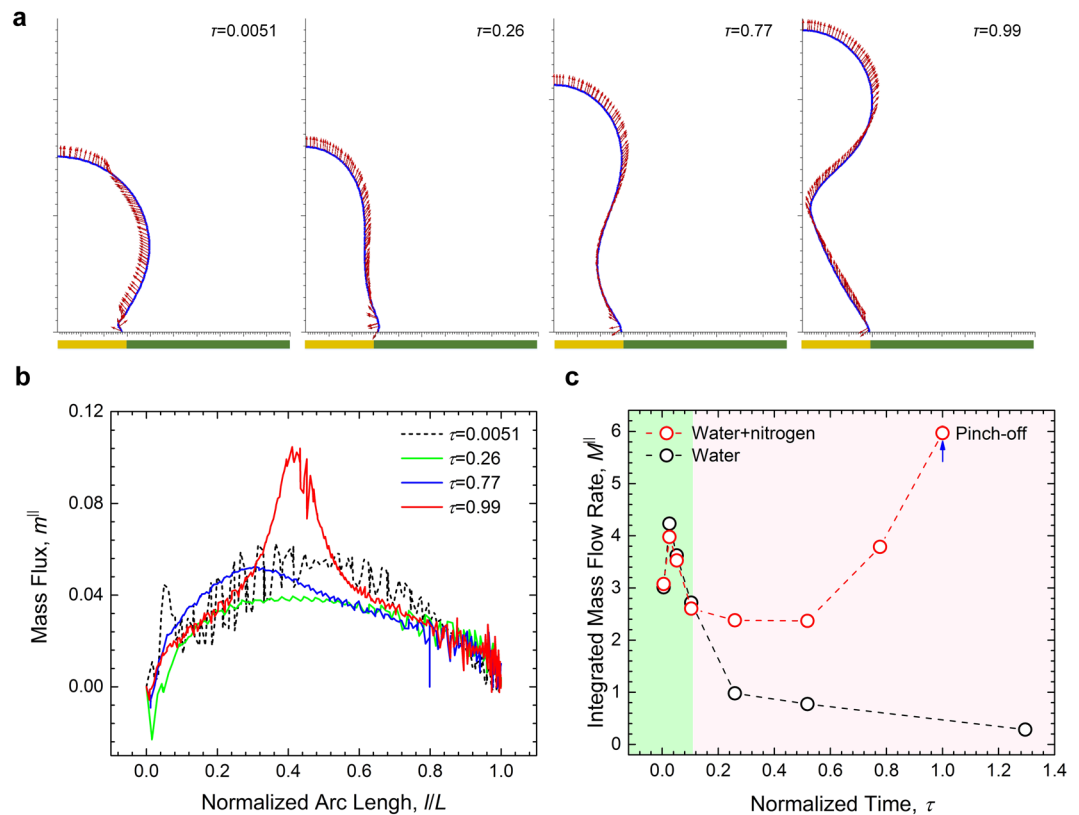 a
τ=0.0051
τ=0.26
τ=0.77
τ=0.99
b
0.12
0.08
0.04
0.00
Mass Flux, m||
τ=0.0051
τ=0.26
τ=0.77
τ=0.99
0.0 0.2 0.4 0.6 0.8 1.0
Normalized Arc Lengh, l/L
c
6
5
4
3
2
1
0
Integrated Mass Flow Rate, M||
Water+nitrogen
Water
Pinch-off
0.0 0.2 0.4 0.6 0.8 1.0 1.2 1.4
Normalized Time, τ